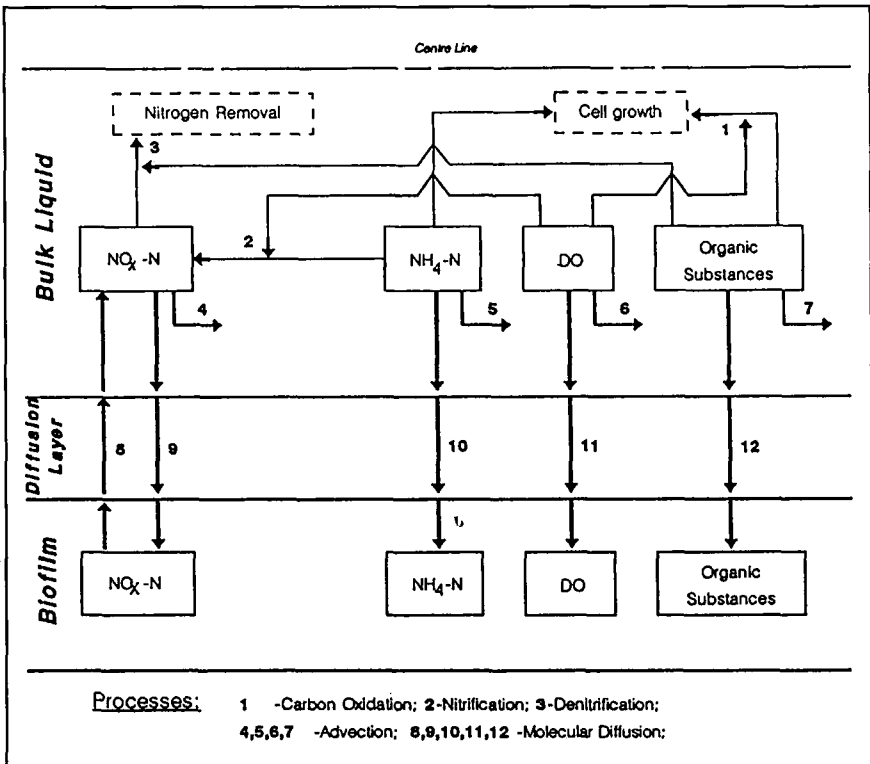 Centre Line
Nitrogen Removal
Cell growth
1
3
Bulk Liquid
2
NOX-N
NH4-N
DO
Organic
Substances
4
5
6
7
Diffusion
Layer
8
9
10
11
12
Biofilm
NOX-N
NH4-N
DO
Organic
Substances
Processes:
1 -Carbon Oxidation; 2-Nitrification; 3-Denitrification;
4,5,6,7 -Advection; 8,9,10,11,12 -Molecular Diffusion;